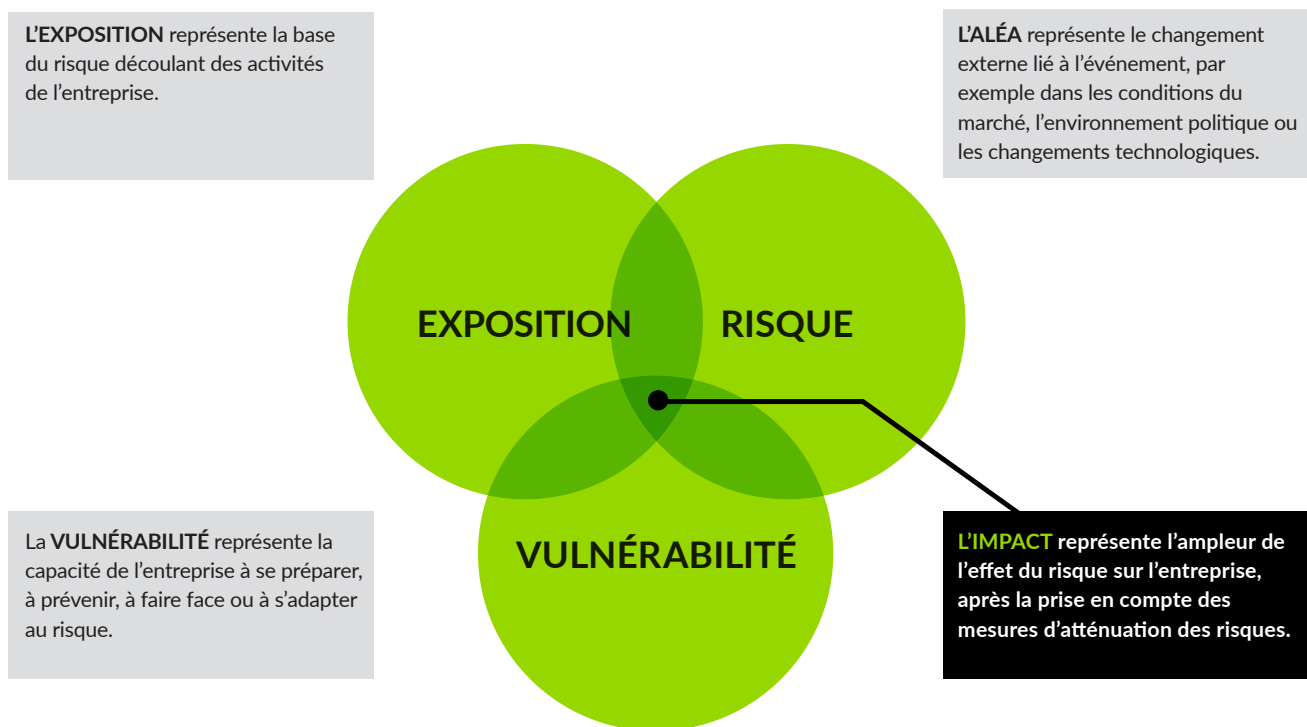 L’EXPOSITION représente la base
du risque découlant des activités
de l’entreprise.
L’ALÉA représente le changement
externe lié à l’événement, par
exemple dans les conditions du
marché, l’environnement politique ou
les changements technologiques.
EXPOSITION
RISQUE
VULNÉRABILITÉ
La VULNÉRABILITÉ représente la
capacité de l’entreprise à se préparer,
à prévenir, à faire face ou à s’adapter
au risque.
L’IMPACT représente l’ampleur de
l’effet du risque sur l’entreprise,
après la prise en compte des
mesures d’atténuation des risques.